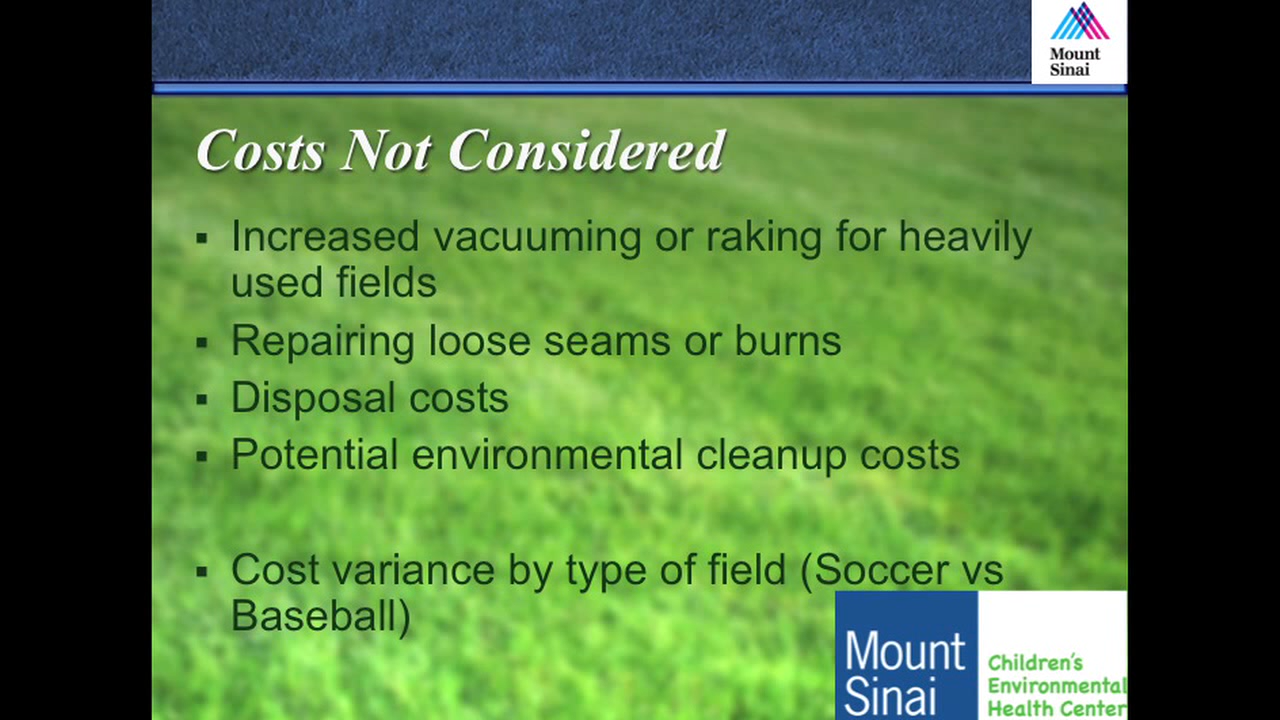 Mount
Sinai
Costs Not Considered
▪ Increased vacuuming or raking for heavily
used fields
▪ Repairing loose seams or burns
▪ Disposal costs
▪ Potential environmental cleanup costs
▪ Cost variance by type of field (Soccer vs
Baseball)
Mount
Sinai
Children's
Environmental
Health Center